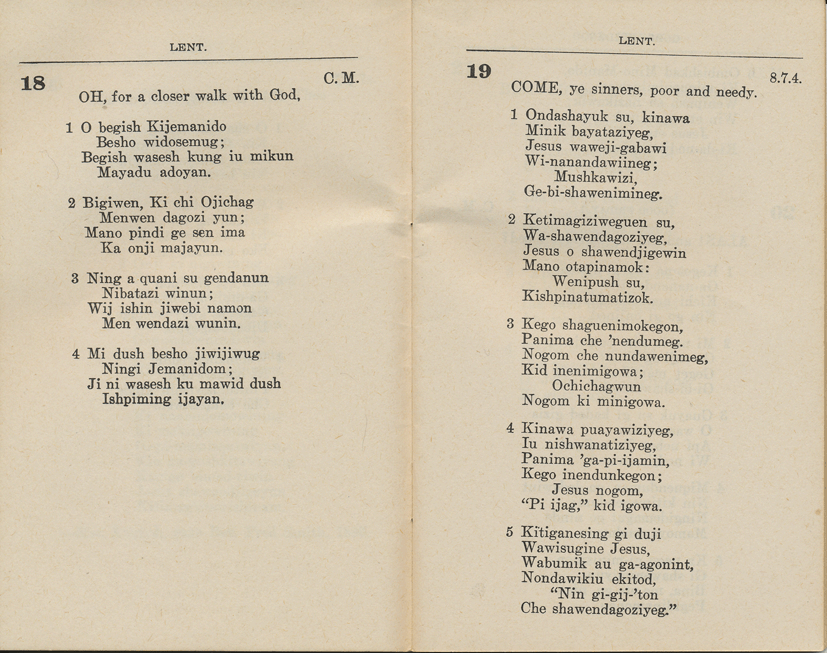 LENT.
18
C. M.
OH, for a closer walk with God,
1 O begish Kijemanido
Besho widosemug;
Begish wasesh kung iu mikun
Mayadu adoyan.
2 Bigiwen, Ki chi Ojichag
Menwen dagozi yun;
Mano pindi ge sen ima
Ka onji majayun.
3 Ning a quani su gendanun
Nibatazi winun;
Wij ishin jiwebi namon
Men wendazi wunin.
4 Mi dush besho jiwijiwug
Ningi Jemanidom;
Ji ni wasesh ku mawid dush
Ishpiming ijayan.
LENT.
19
8.7.4.
COME, ye sinners, poor and needy.
1 Ondashayuk su, kinawa
Minik bayataziyeg,
Jesus waweji-gabawi
Wi-nanandawiineg;
Mushkawizi,
Ge-bi-shawenimineg.
2 Ketimagiziweguen su,
Wa-shawendagoziyeg,
Jesus o shawendjigewin
Mano otapinamok:
Wenipush su,
Kishpinatumatizok.
3 Kego shaguenimokegon,
Panima che 'nendumeg.
Nogom che nundawenimeg,
Kid inenimigowa;
Ochichagwun
Nogom ki minigowa.
4 Kinawa puayawiziyeg,
Iu nishwanatiziyeg,
Panima 'ga-pi-ijamin,
Kego inendunkegon;
Jesus nogom,
"Pi ijag," kid igowa.
5 Kitiganesing gi duji
Wawisugine Jesus,
Wabumik au ga-agonint,
Nondawikiu ekitod,
"Nin gi-gij-'ton
Che shawendagoziyeg."